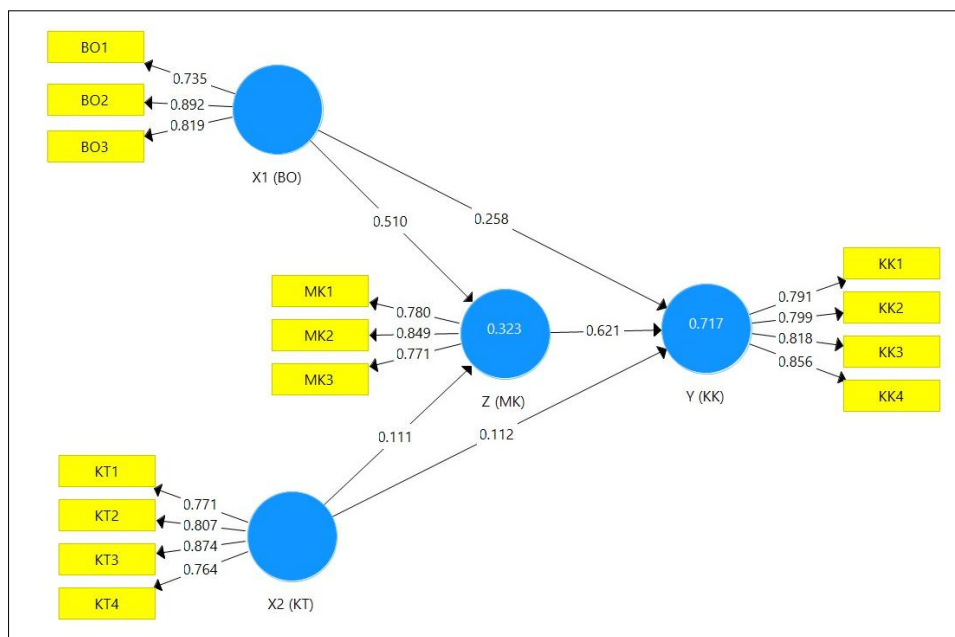 BO1
0.735
BO2
0.892
BO3
0.819
X1 (BO)
0.510
0.258
MK1
0.780
MK2
0.849
MK3
0.771
0.323
Z (MK)
0.621
0.717
Y (KK)
KK1
0.791
KK2
0.799
KK3
0.818
KK4
0.856
0.111
0.112
KT1
0.771
KT2
0.807
KT3
0.874
KT4
0.764
X2 (KT)